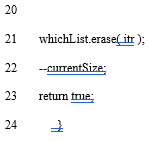 20
21 whichList.erase( itr );
22 --currentSize;
23 return true;
24 }